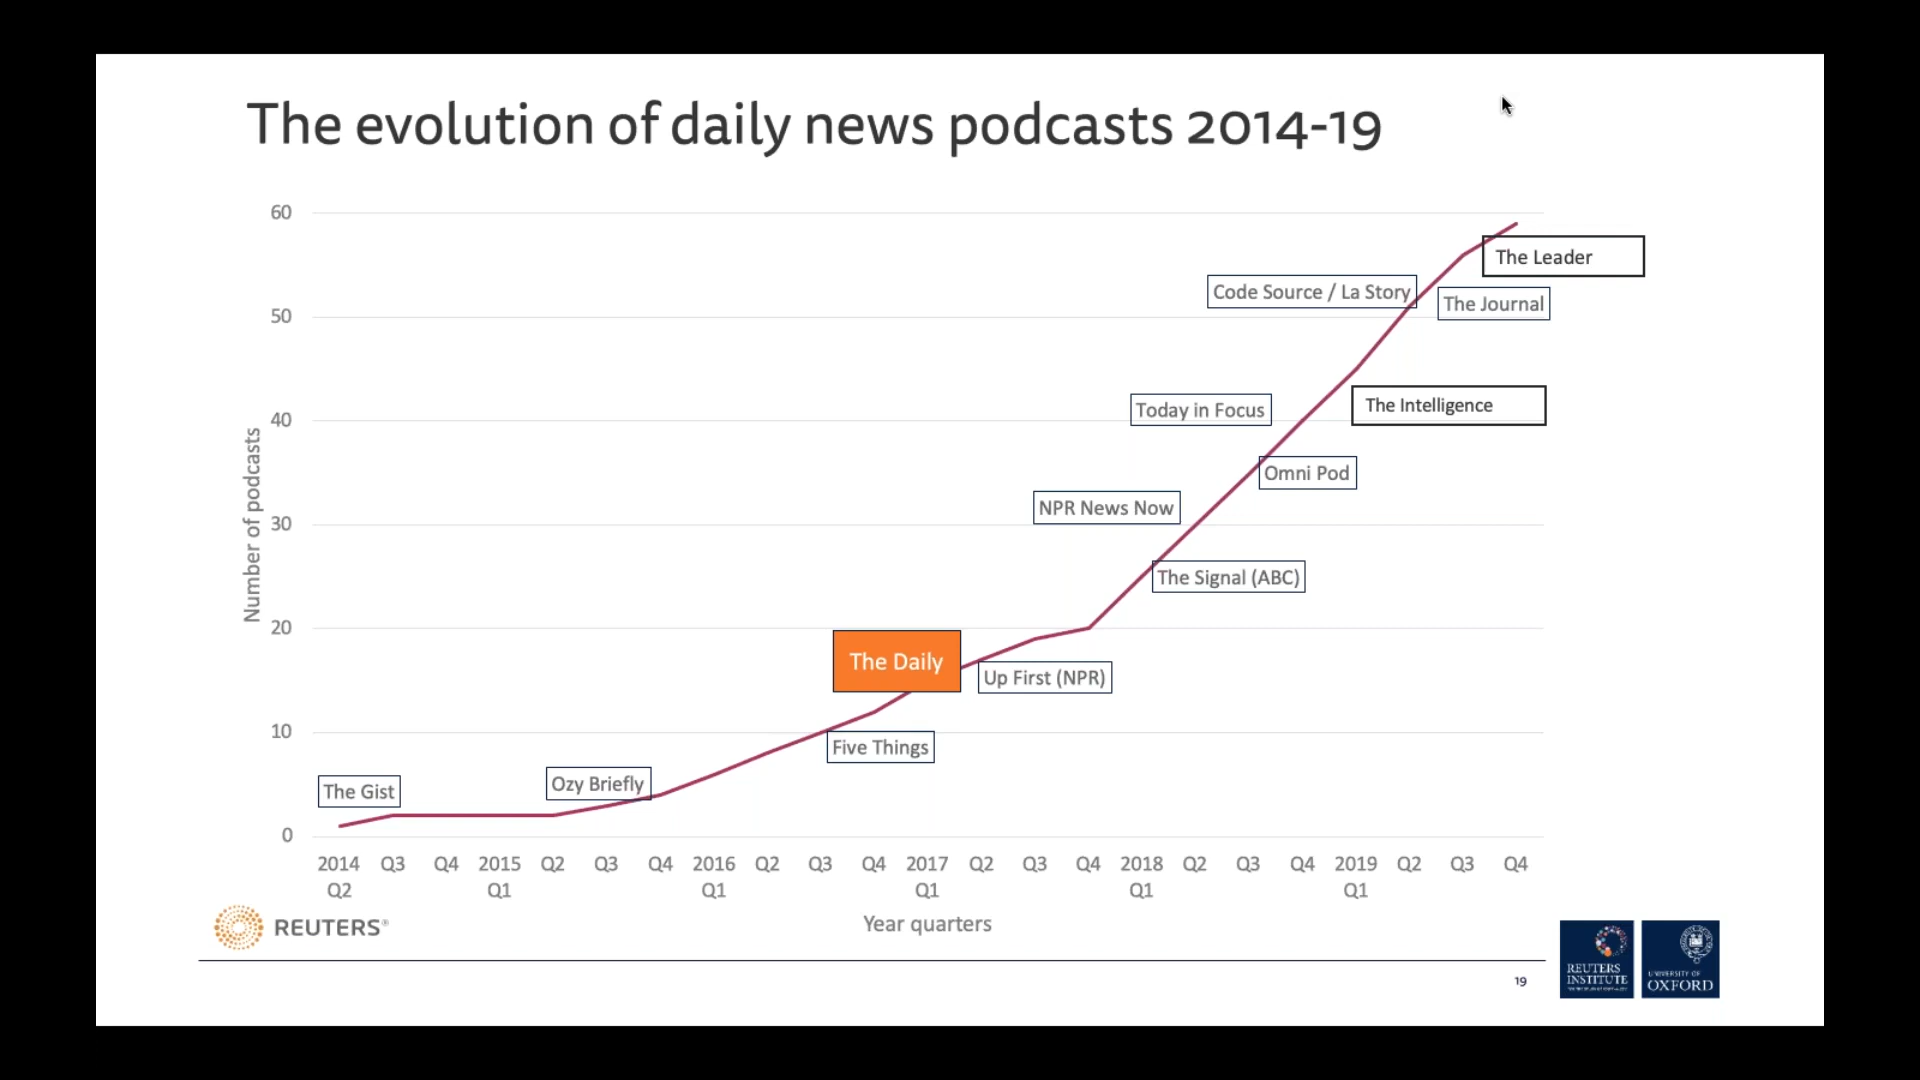 The evolution of daily news podcasts 2014-19
60
50
40
30
20
10
0
Number of podcasts
The Leader
Code Source / La Story
The Journal
Today in Focus
The Intelligence
Omni Pod
NPR News Now
The Signal (ABC)
The Daily
Up First (NPR)
Five Things
Ozy Briefly
The Gist
2014 Q3 Q4 2015 Q2 Q3 Q4 2016 Q2 Q3 Q4 2017 Q2 Q3 Q4 2018 Q2 Q3 Q4 2019 Q2 Q3 Q4
Q2 Q1 Q1 Q1 Q1 Q1
Year quarters
REUTERS®
19
REUTERS
INSTITUTE
UNIVERSITY OF
OXFORD